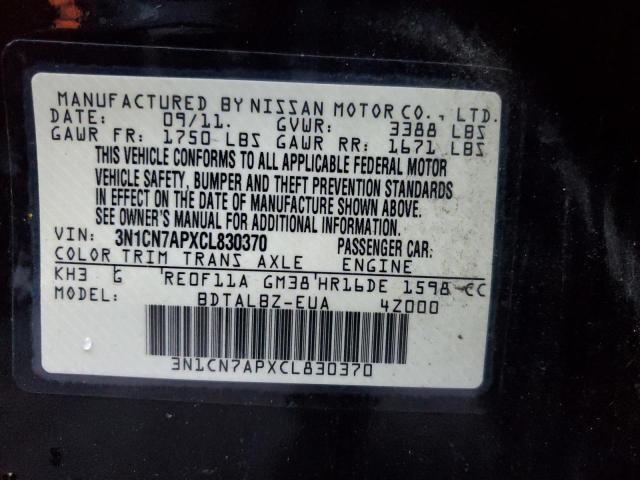 MANUFACTURED BY NISSAN MOTOR CO., LTD.
DATE: 09/11. GVWR: 3388 LBS
GAWR FR: 1750 LBS GAWR RR: 1671 LBS
THIS VEHICLE CONFORMS TO ALL APPLICABLE FEDERAL MOTOR
VEHICLE SAFETY, BUMPER AND THEFT PREVENTION STANDARDS
IN EFFECT ON THE DATE OF MANUFACTURE SHOWN ABOVE.
SEE OWNER'S MANUAL FOR ADDITIONAL INFORMATION.
VIN: 3N1CN7APXCL830370 PASSENGER CAR:
COLOR TRIM TRANS AXLE ENGINE
KH3 G RE0F11A GM38 HR16DE 1598 CC
MODEL: BDTALBZ-EUA 4Z000
3N1CN7APXCL830370